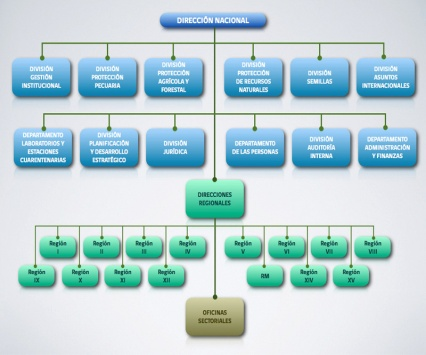 DIRECCIÓN NACIONAL
DIVISIÓN
GESTIÓN
INSTITUCIONAL
DIVISIÓN
PROTECCIÓN
PECUARIA
DIVISIÓN
PROTECCIÓN
AGRÍCOLA Y
FORESTAL
DIVISIÓN
PROTECCIÓN
DE RECURSOS
NATURALES
DIVISIÓN
SEMILLAS
DIVISIÓN
ASUNTOS
INTERNACIONALES
DEPARTAMENTO
LABORATORIOS Y
ESTACIONES
CUARENTENARIAS
DIVISIÓN
PLANIFICACIÓN
Y DESARROLLO
ESTRATÉGICO
DIVISIÓN
JURÍDICA
DEPARTAMENTO
DE LAS PERSONAS
DIVISIÓN
AUDITORÍA
INTERNA
DEPARTAMENTO
ADMINISTRACIÓN
Y FINANZAS
DIRECCIONES
REGIONALES
Región
I
Región
II
Región
III
Región
IV
Región
V
Región
VI
Región
VII
Región
VIII
Región
IX
Región
X
Región
XI
Región
XII
RM
Región
XIV
Región
XV
OFICINAS
SECTORIALES